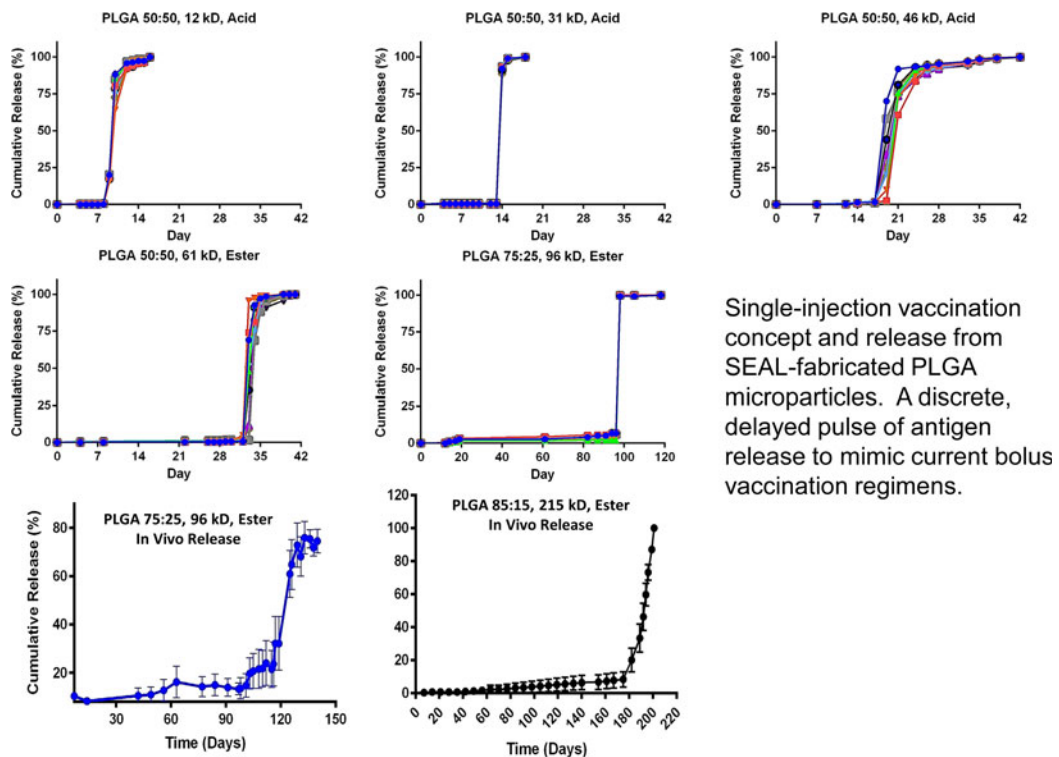 PLGA 50:50, 12 kD, Acid
Cumulative Release (%)
100
75
50
25
0
0 7 14 21 28 35 42
Day
PLGA 50:50, 31 kD, Acid
Cumulative Release (%)
100
75
50
25
0
0 7 14 21 28 35 42
Day
PLGA 50:50, 46 kD, Acid
Cumulative Release (%)
100
75
50
25
0
0 7 14 21 28 35 42
Day
PLGA 50:50, 61 kD, Ester
Cumulative Release (%)
100
75
50
25
0
0 7 14 21 28 35 42
Day
PLGA 75:25, 96 kD, Ester
Cumulative Release (%)
100
75
50
25
0
0 20 40 60 80 100 120
Day
Single-injection vaccination
concept and release from
SEAL-fabricated PLGA
microparticles. A discrete,
delayed pulse of antigen
release to mimic current bolus
vaccination regimens.
PLGA 75:25, 96 kD, Ester
In Vivo Release
Cumulative Release (%)
80
60
40
20
30 60 90 120 150
Time (Days)
PLGA 85:15, 215 kD, Ester
In Vivo Release
Cumulative Release (%)
120
100
80
60
40
20
0
0 20 40 60 80 100 120 140 160 180 200 220
Time (Days)